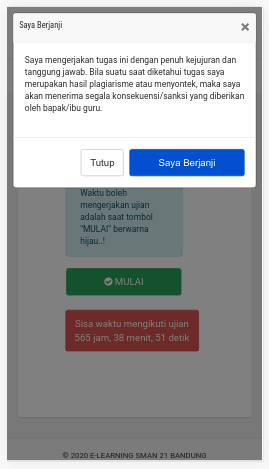 Saya Berjanji
×
Saya mengerjakan tugas ini dengan penuh kejujuran dan
tanggung jawab. Bila suatu saat diketahui tugas saya
merupakan hasil plagiarisme atau menyontek, maka saya
akan menerima segala konsekuensi/sanksi yang diberikan
oleh bapak/ibu guru.
Tutup
Saya Berjanji
Waktu boleh
mengerjakan ujian
adalah saat tombol
"MULAI" berwarna
hijau..!
MULAI
Sisa waktu mengikuti ujian
565 jam, 38 menit, 51 detik
© 2020 E-LEARNING SMAN 21 BANDUNG